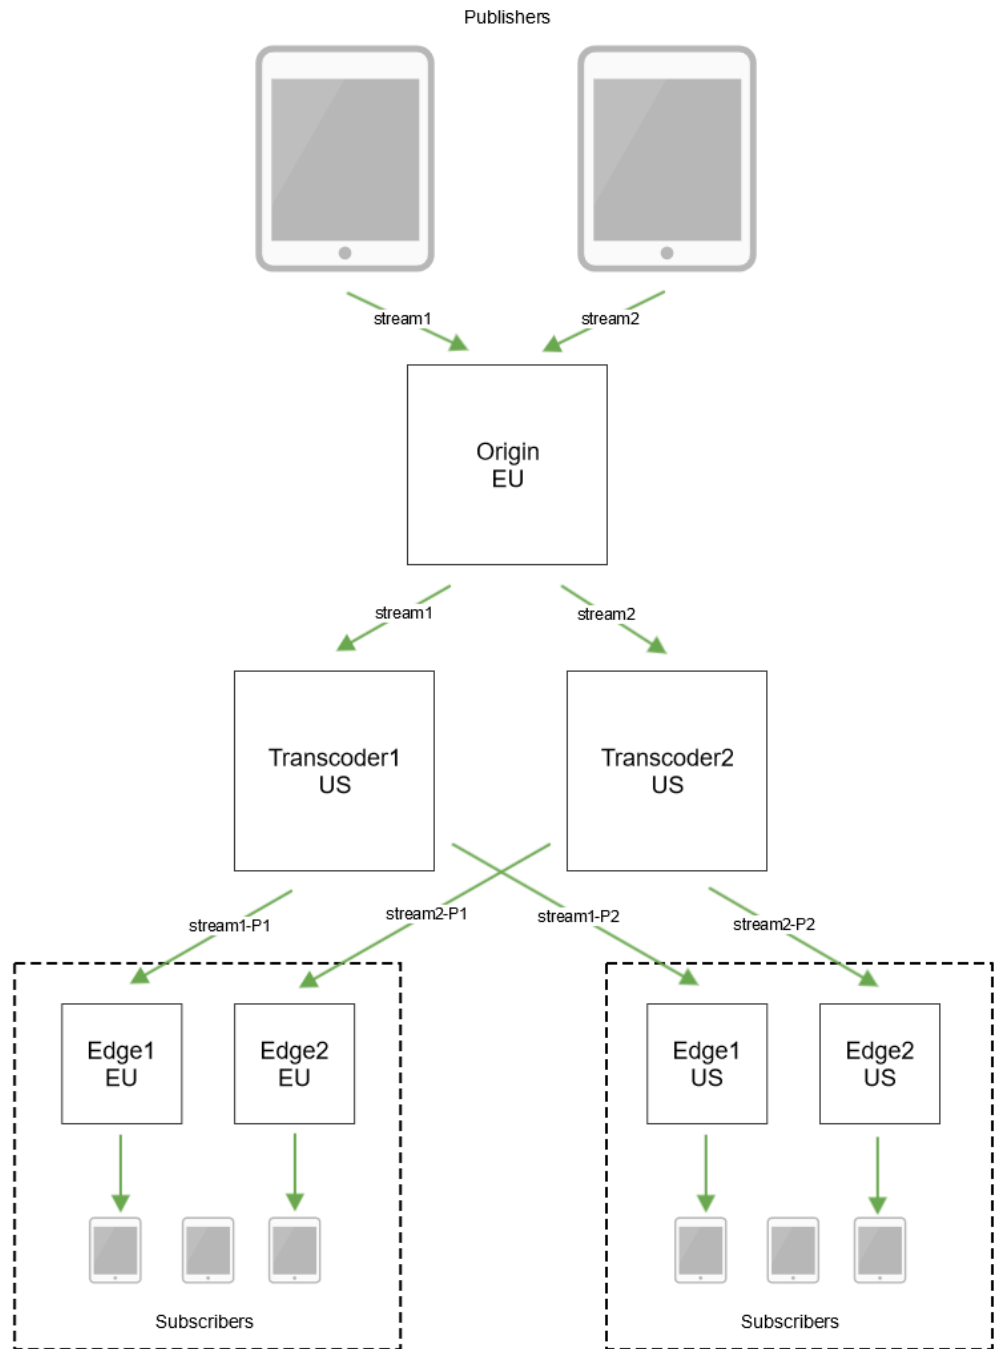 Publishers
stream1
stream2
Origin
EU
stream1
stream2
Transcoder1
US
Transcoder2
US
stream1-P1
stream2-P1
stream1-P2
stream2-P2
Edge1
EU
Edge2
EU
Edge1
US
Edge2
US
Subscribers
Subscribers